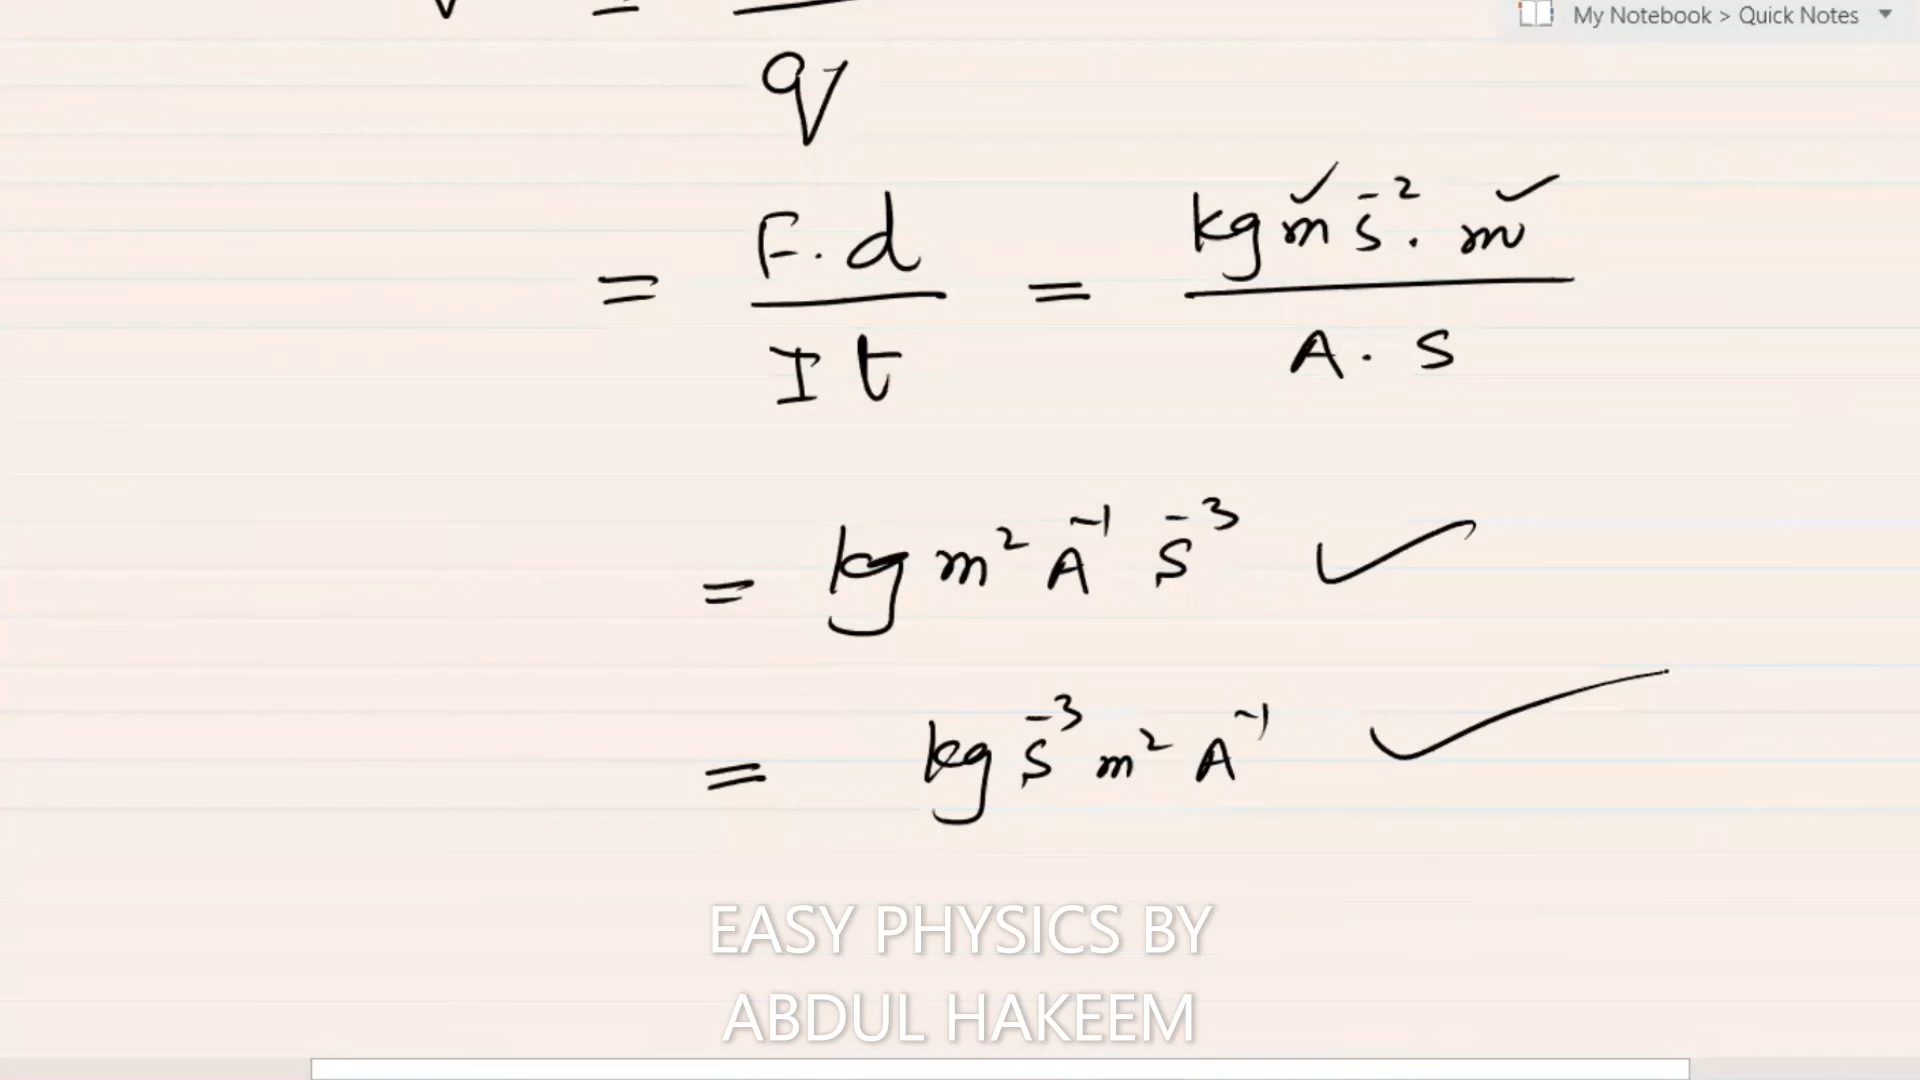 My Notebook > Quick Notes
V =
q
= F.d / I t = kg m s⁻². m / A . s
= kg m² A⁻¹ s⁻³
= kg s⁻³ m² A⁻¹
EASY PHYSICS BY
ABDUL HAKEEM